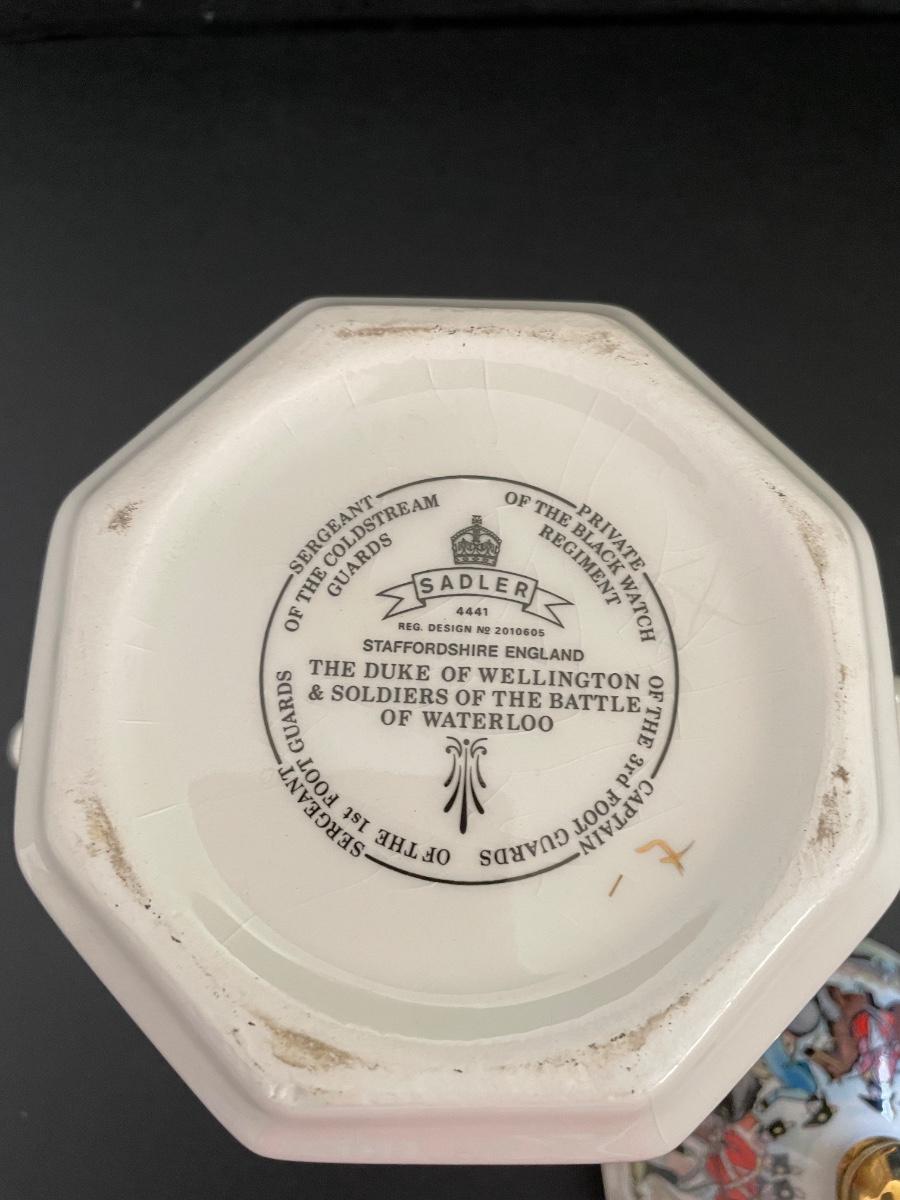 SERGEANT
OF THE COLDSTREAM
GUARDS
PRIVATE
OF THE BLACK WATCH
REGIMENT
SADLER
4441
REG. DESIGN Nº 2010605
STAFFORDSHIRE ENGLAND
THE DUKE OF WELLINGTON
& SOLDIERS OF THE BATTLE
OF WATERLOO
CAPTAIN
OF THE 3rd FOOT GUARDS
SERGEANT
OF THE 1st FOOT GUARDS